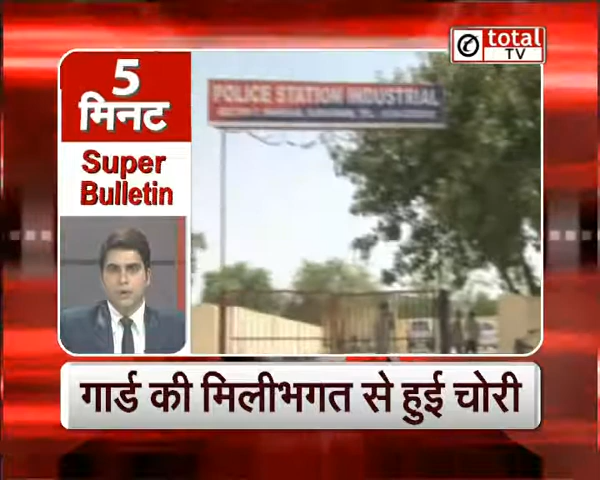 total
TV
5
मिनट
Super
Bulletin
POLICE STATION INDUSTRIAL
गार्ड की मिलीभगत से हुई चोरी